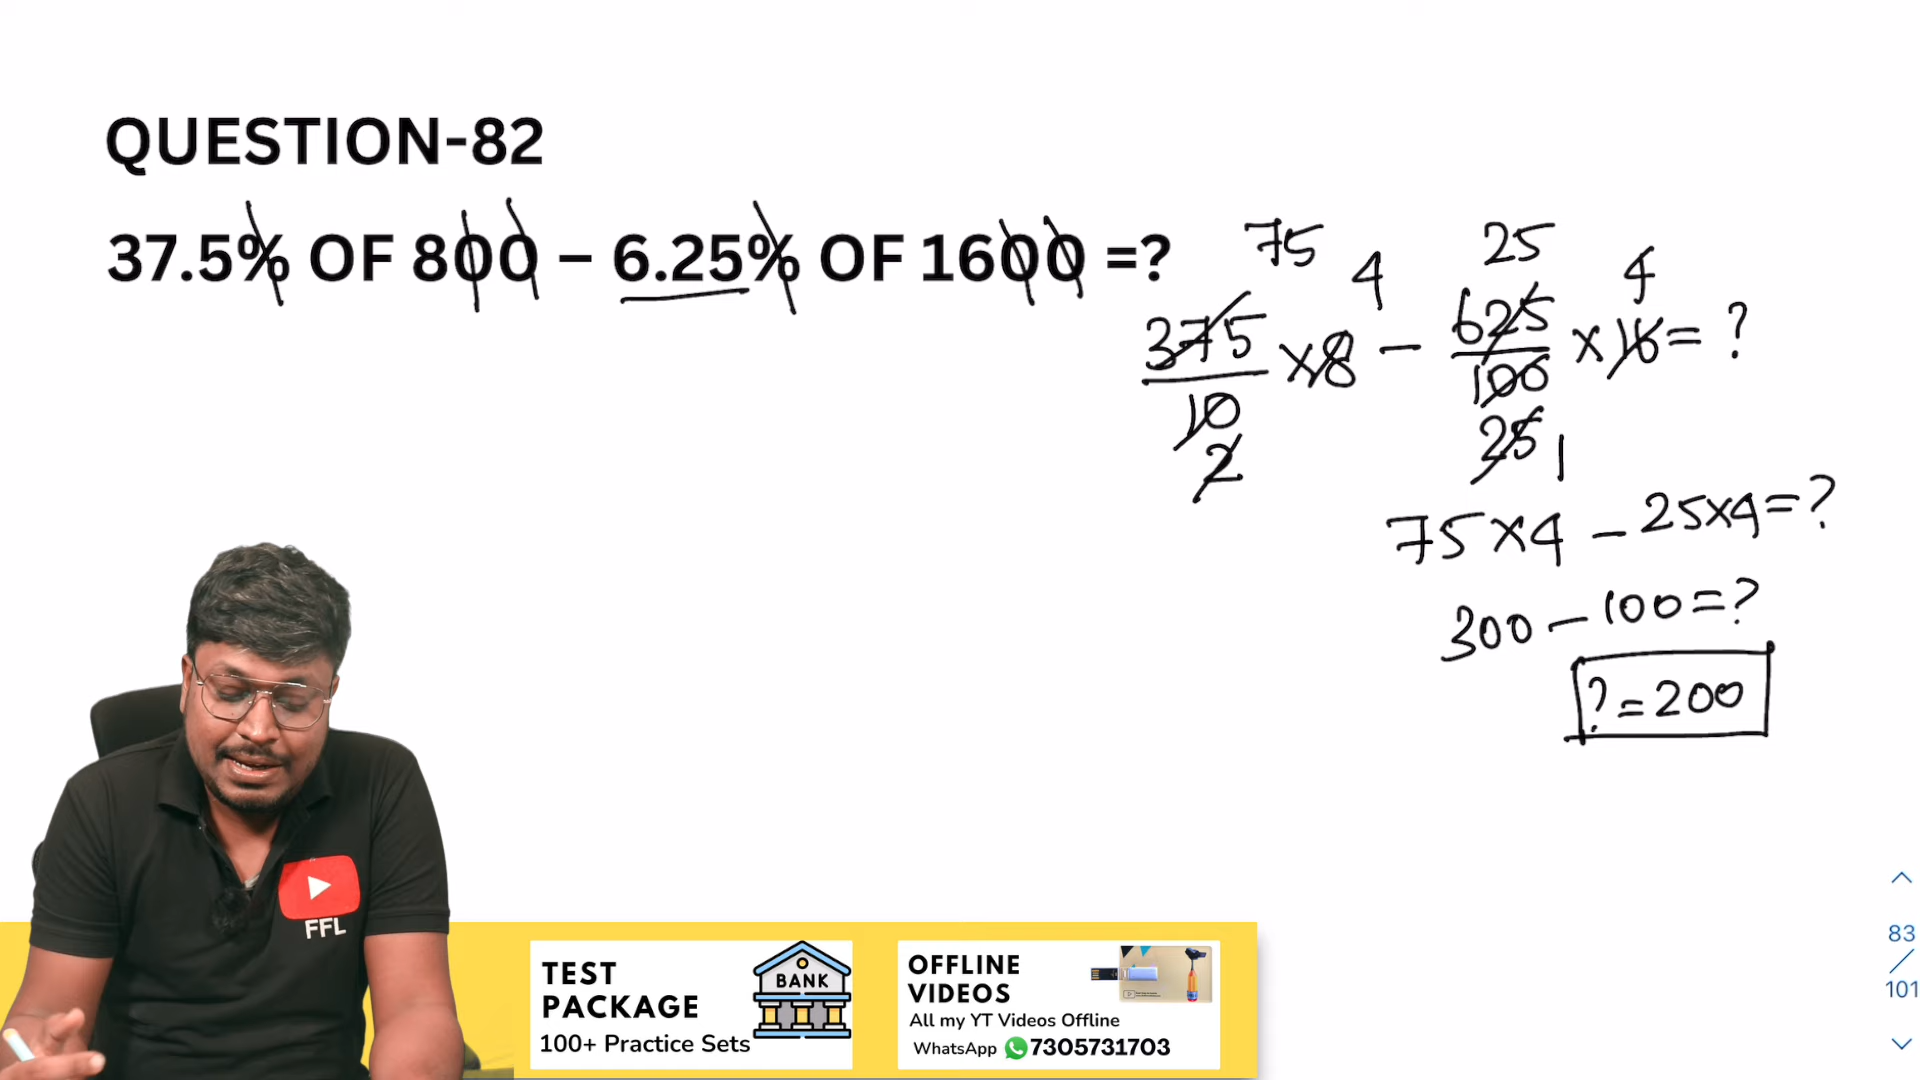 QUESTION-82
37.5% OF 800 – 6.25% OF 1600 =?
75 4 25 4
375/10 × 8 – 625/100 × 16 = ?
2 25 1
75×4 – 25×4=?
300 – 100=?
? = 200
FFL
TEST PACKAGE
100+ Practice Sets
BANK
OFFLINE VIDEOS
All my YT Videos Offline
WhatsApp 7305731703
83
/
101